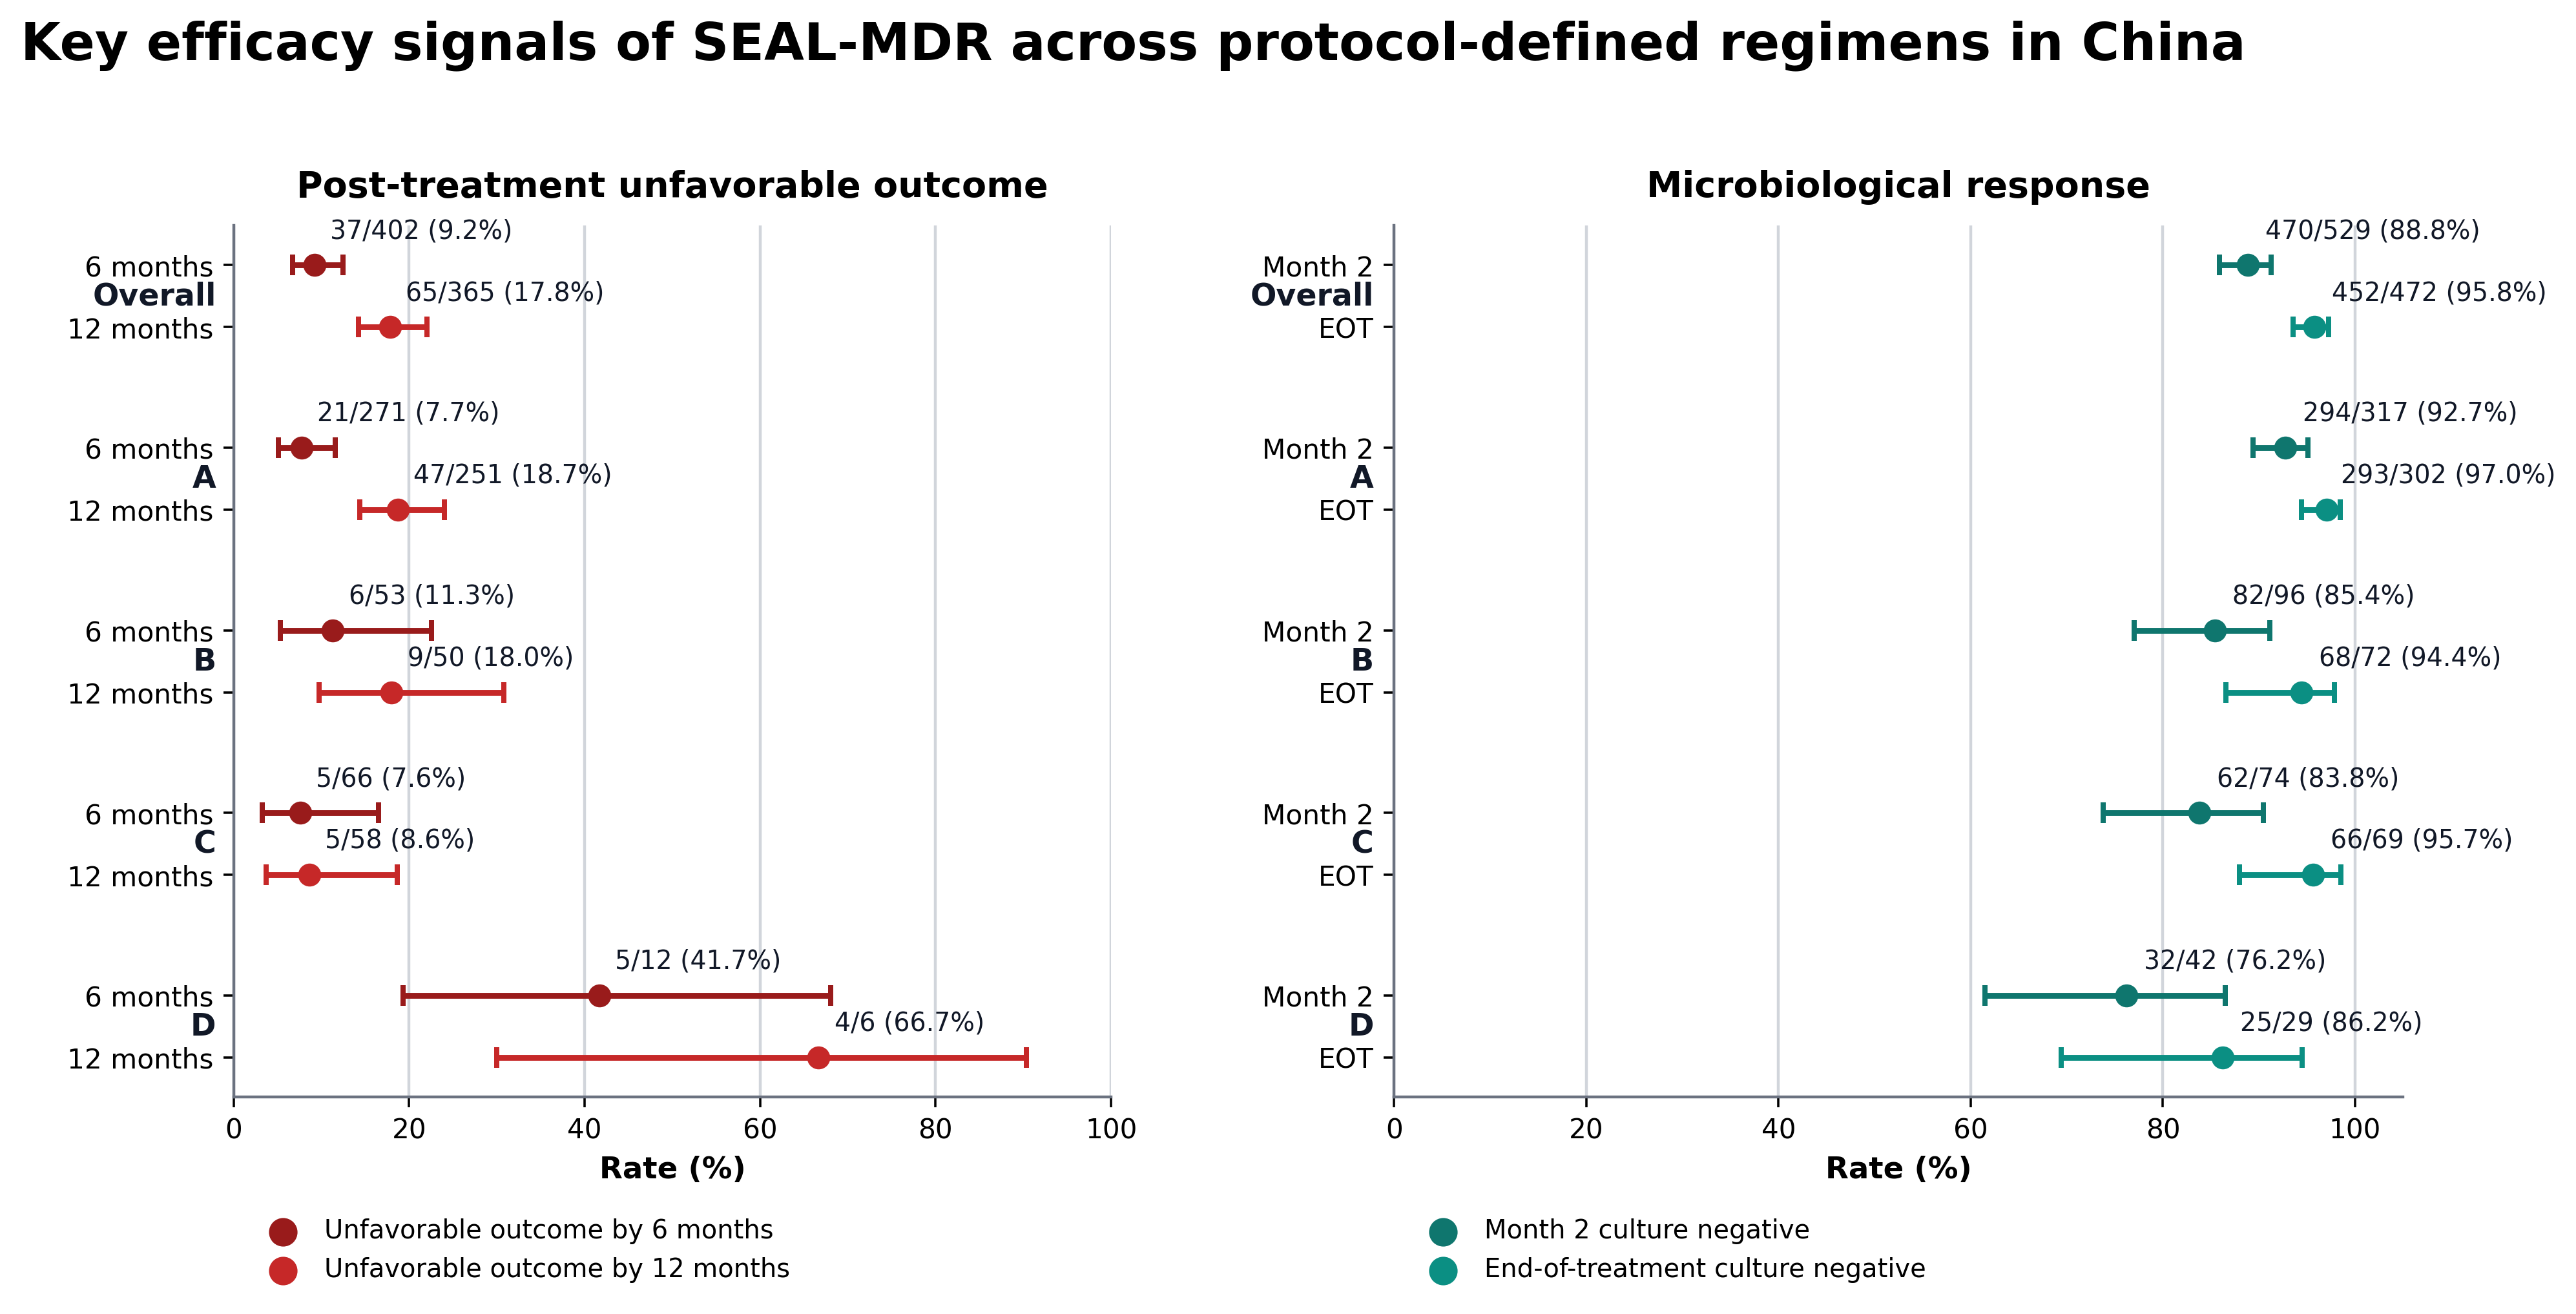 Key efficacy signals of SEAL-MDR across protocol-defined regimens in China
Post-treatment unfavorable outcome
37/402 (9.2%)
6 months
Overall
65/365 (17.8%)
12 months
21/271 (7.7%)
6 months
A
47/251 (18.7%)
12 months
6/53 (11.3%)
6 months
B
9/50 (18.0%)
12 months
5/66 (7.6%)
6 months
C
5/58 (8.6%)
12 months
5/12 (41.7%)
6 months
D
4/6 (66.7%)
12 months
0 20 40 60 80 100
Rate (%)
Unfavorable outcome by 6 months
Unfavorable outcome by 12 months
Microbiological response
470/529 (88.8%)
Month 2
Overall
452/472 (95.8%)
EOT
294/317 (92.7%)
Month 2
A
293/302 (97.0%)
EOT
82/96 (85.4%)
Month 2
B
68/72 (94.4%)
EOT
62/74 (83.8%)
Month 2
C
66/69 (95.7%)
EOT
32/42 (76.2%)
Month 2
D
25/29 (86.2%)
EOT
0 20 40 60 80 100
Rate (%)
Month 2 culture negative
End-of-treatment culture negative